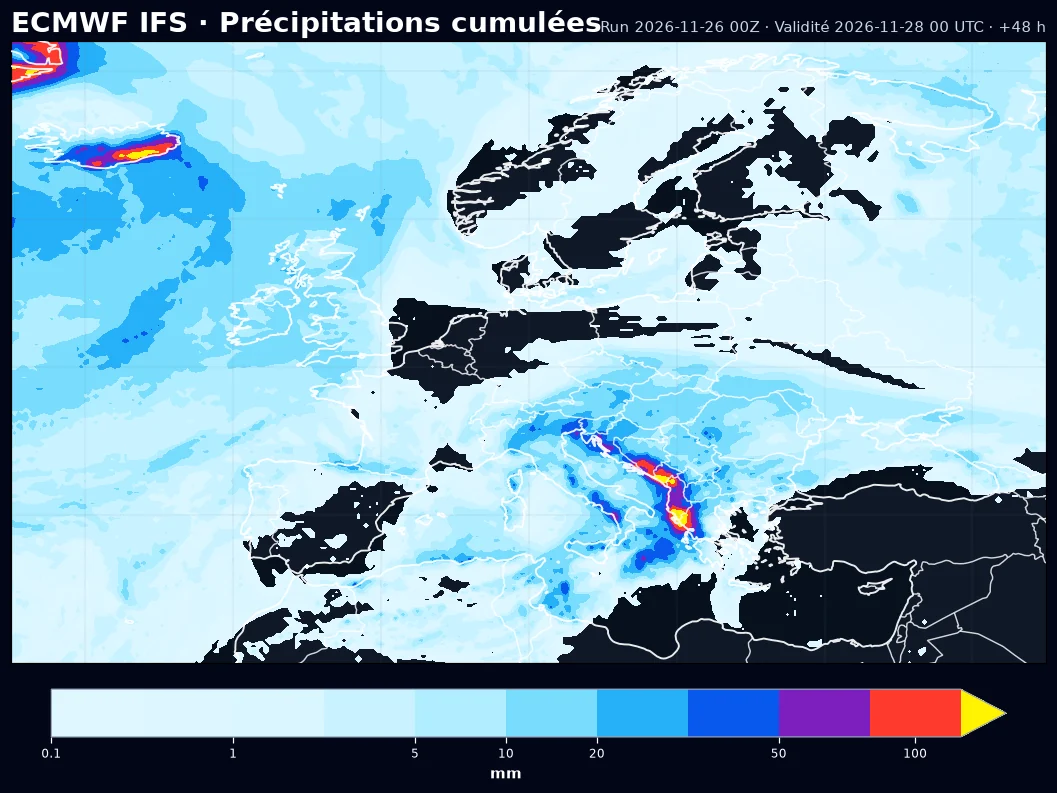 ECMWF IFS · Précipitations cumulées
Run 2026-11-26 00Z · Validité 2026-11-28 00 UTC · +48 h
0.1 1 5 10 20 50 100
mm